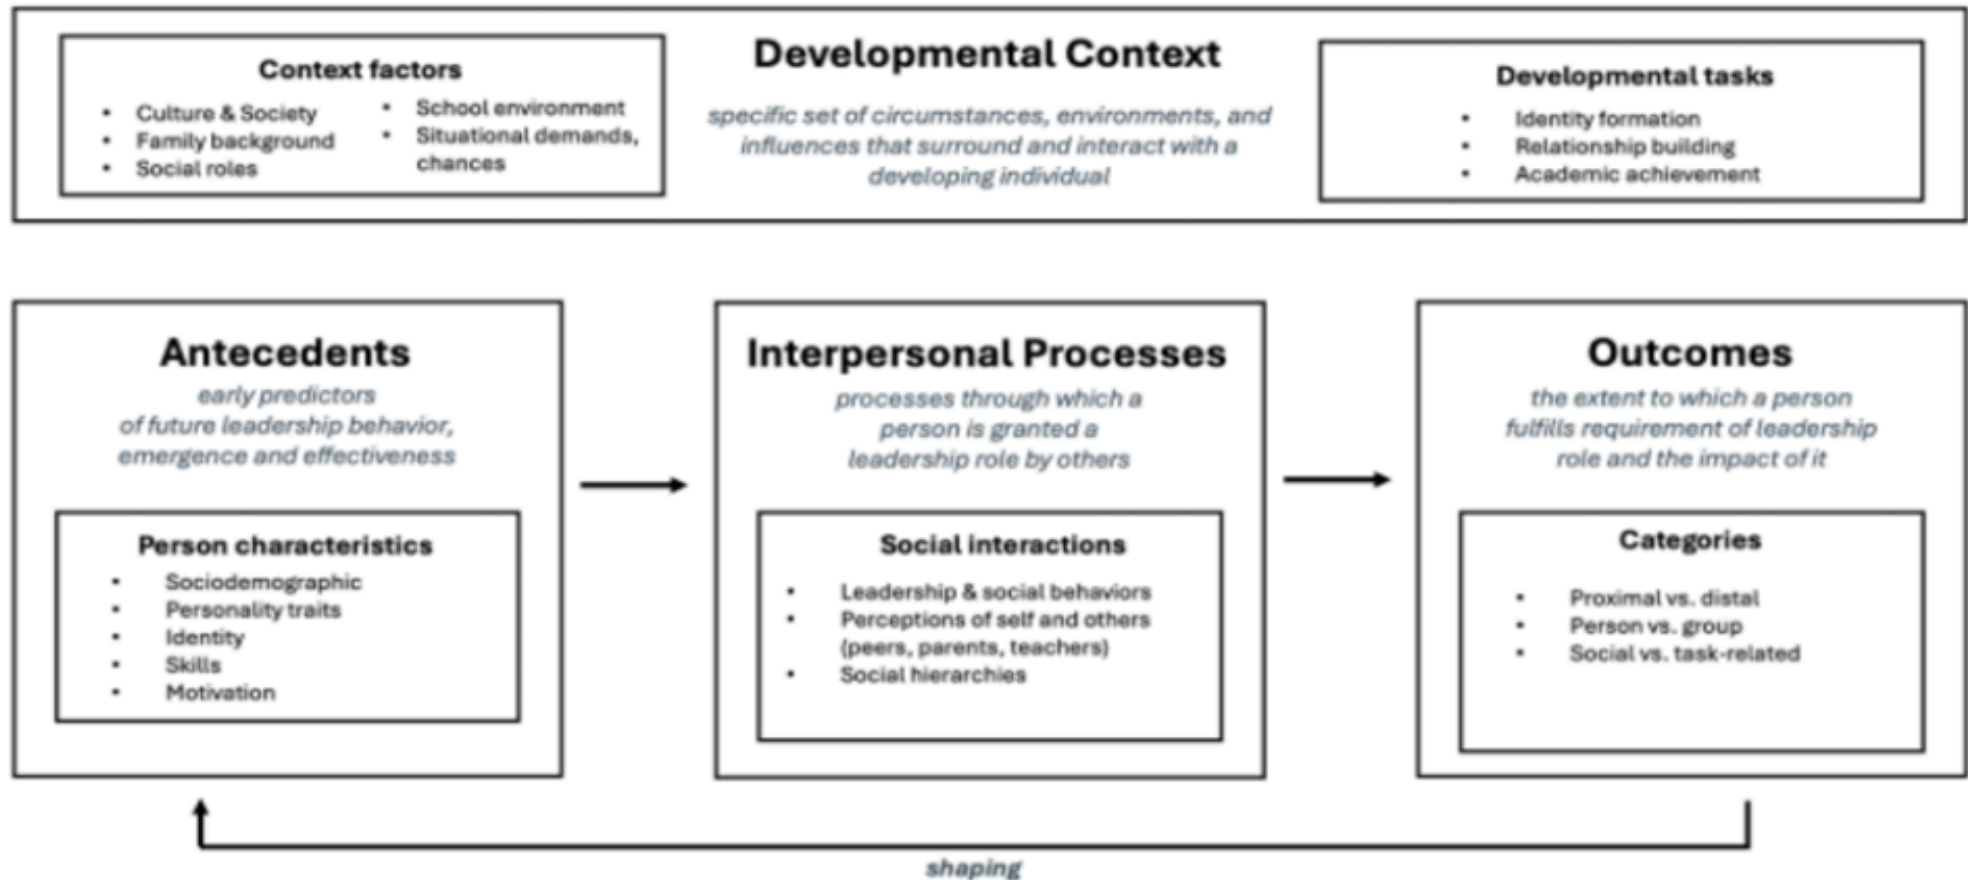 Developmental Context
specific set of circumstances, environments, and
influences that surround and interact with a
developing individual
Context factors
• Culture & Society
• Family background
• Social roles
• School environment
• Situational demands,
chances
Developmental tasks
• Identity formation
• Relationship building
• Academic achievement
Antecedents
early predictors
of future leadership behavior,
emergence and effectiveness
Person characteristics
• Sociodemographic
• Personality traits
• Identity
• Skills
• Motivation
Interpersonal Processes
processes through which a
person is granted a
leadership role by others
Social interactions
• Leadership & social behaviors
• Perceptions of self and others
(peers, parents, teachers)
• Social hierarchies
Outcomes
the extent to which a person
fulfills requirement of leadership
role and the impact of it
Categories
• Proximal vs. distal
• Person vs. group
• Social vs. task-related
shaping